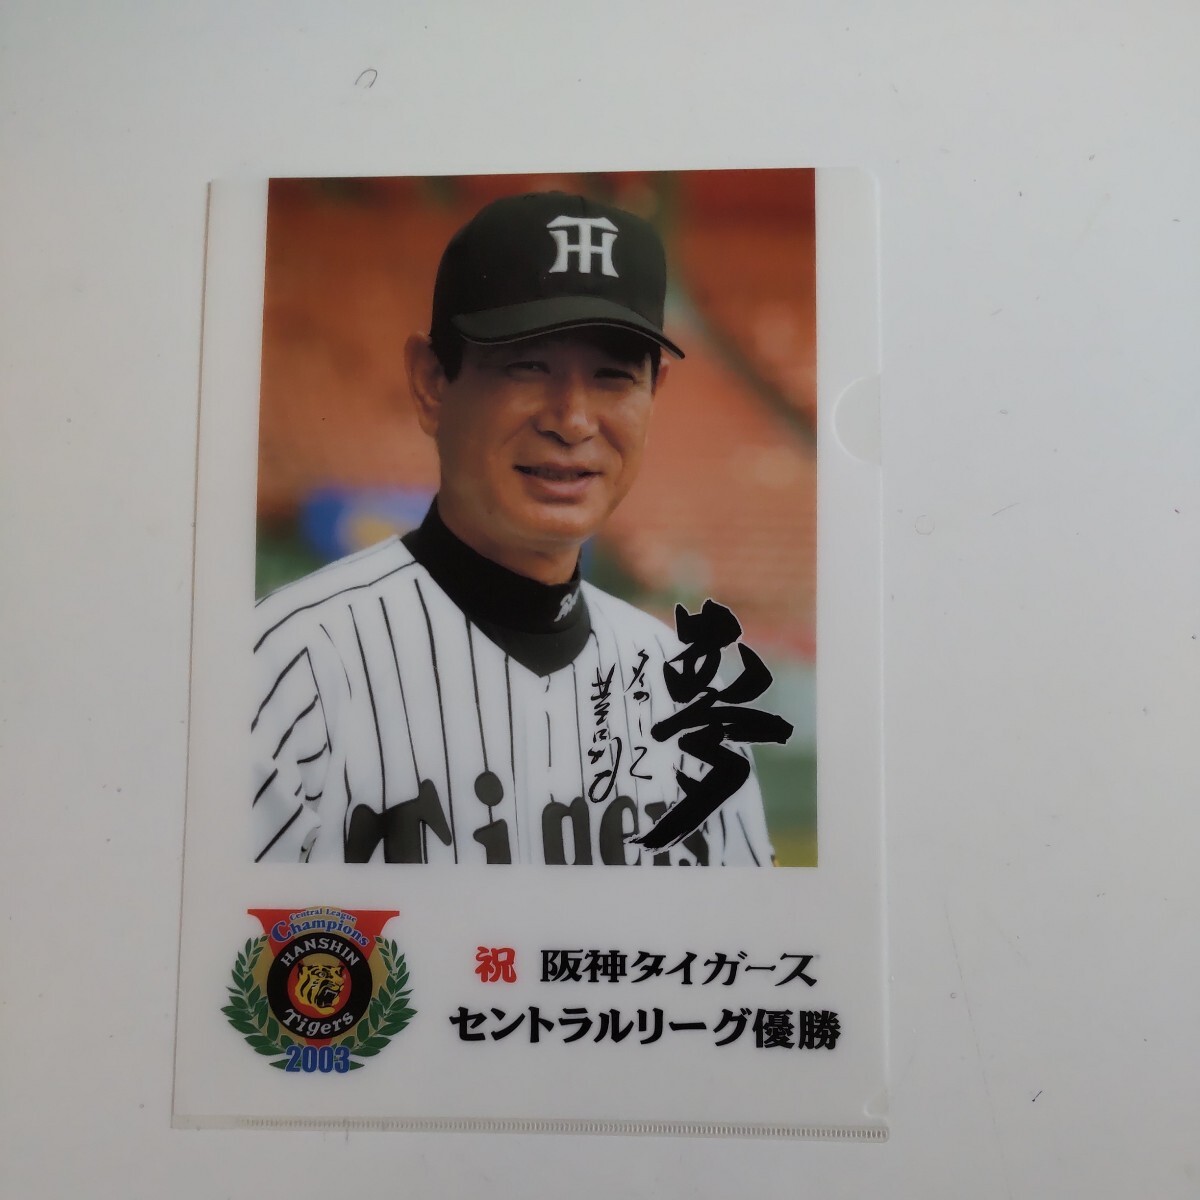 TH
夢
Tigers
Central League
Champions
HANSHIN
Tigers
2003
祝 阪神タイガース
セントラルリーグ優勝